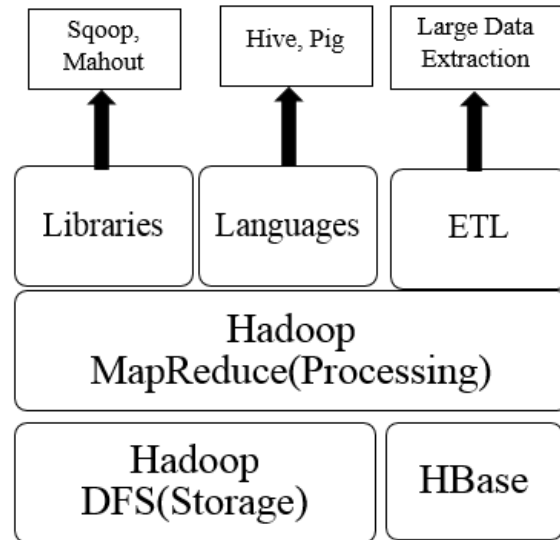 Sqoop,
Mahout
Hive, Pig
Large Data
Extraction
Libraries
Languages
ETL
Hadoop
MapReduce(Processing)
Hadoop
DFS(Storage)
HBase